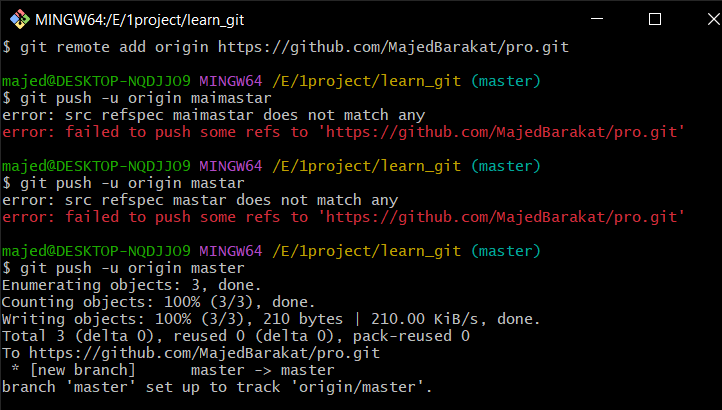 MINGW64:/E/1project/learn_git
$ git remote add origin https://github.com/MajedBarakat/pro.git
majed@DESKTOP-NQDJJO9 MINGW64 /E/1project/learn_git (master)
$ git push -u origin maimastar
error: src refspec maimastar does not match any
error: failed to push some refs to 'https://github.com/MajedBarakat/pro.git'
majed@DESKTOP-NQDJJO9 MINGW64 /E/1project/learn_git (master)
$ git push -u origin mastar
error: src refspec mastar does not match any
error: failed to push some refs to 'https://github.com/MajedBarakat/pro.git'
majed@DESKTOP-NQDJJO9 MINGW64 /E/1project/learn_git (master)
$ git push -u origin master
Enumerating objects: 3, done.
Counting objects: 100% (3/3), done.
Writing objects: 100% (3/3), 210 bytes | 210.00 KiB/s, done.
Total 3 (delta 0), reused 0 (delta 0), pack-reused 0
To https://github.com/MajedBarakat/pro.git
 * [new branch]      master -> master
branch 'master' set up to track 'origin/master'.